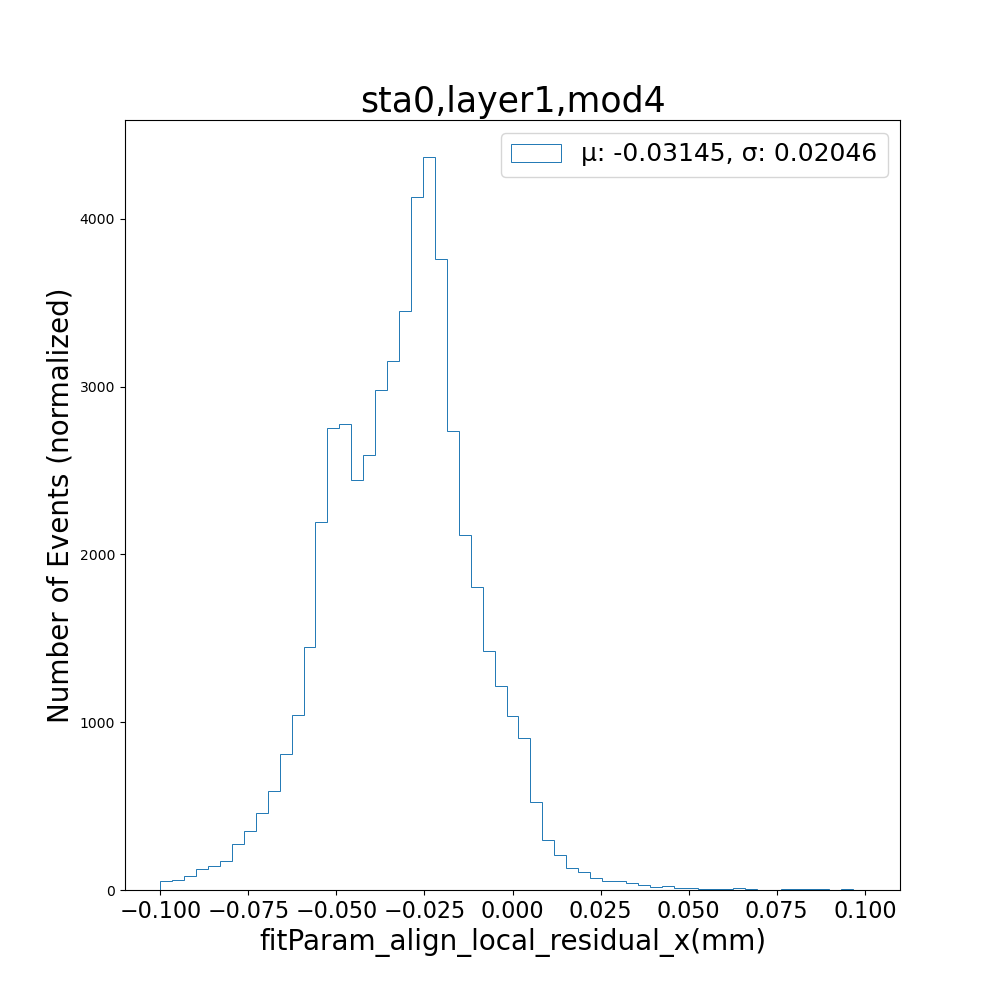 sta0,layer1,mod4
μ: -0.03145, σ: 0.02046
Number of Events (normalized)
4000
3000
2000
1000
0
−0.100 −0.075 −0.050 −0.025 0.000 0.025 0.050 0.075 0.100
fitParam_align_local_residual_x(mm)